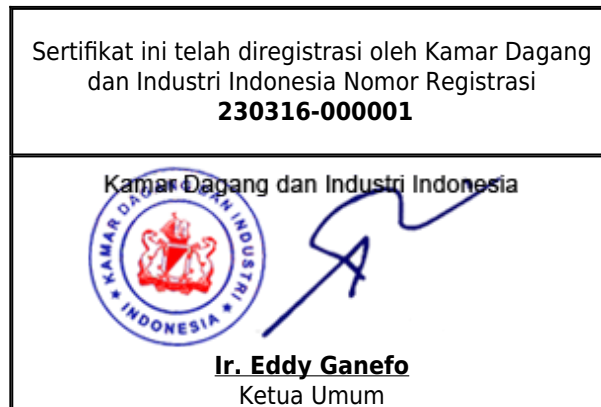 Sertifikat ini telah diregistrasi oleh Kamar Dagang
dan Industri Indonesia Nomor Registrasi
230316-000001
Kamar Dagang dan Industri Indonesia
KAMAR DAGANG DAN INDUSTRI
INDONESIA
Ir. Eddy Ganefo
Ketua Umum